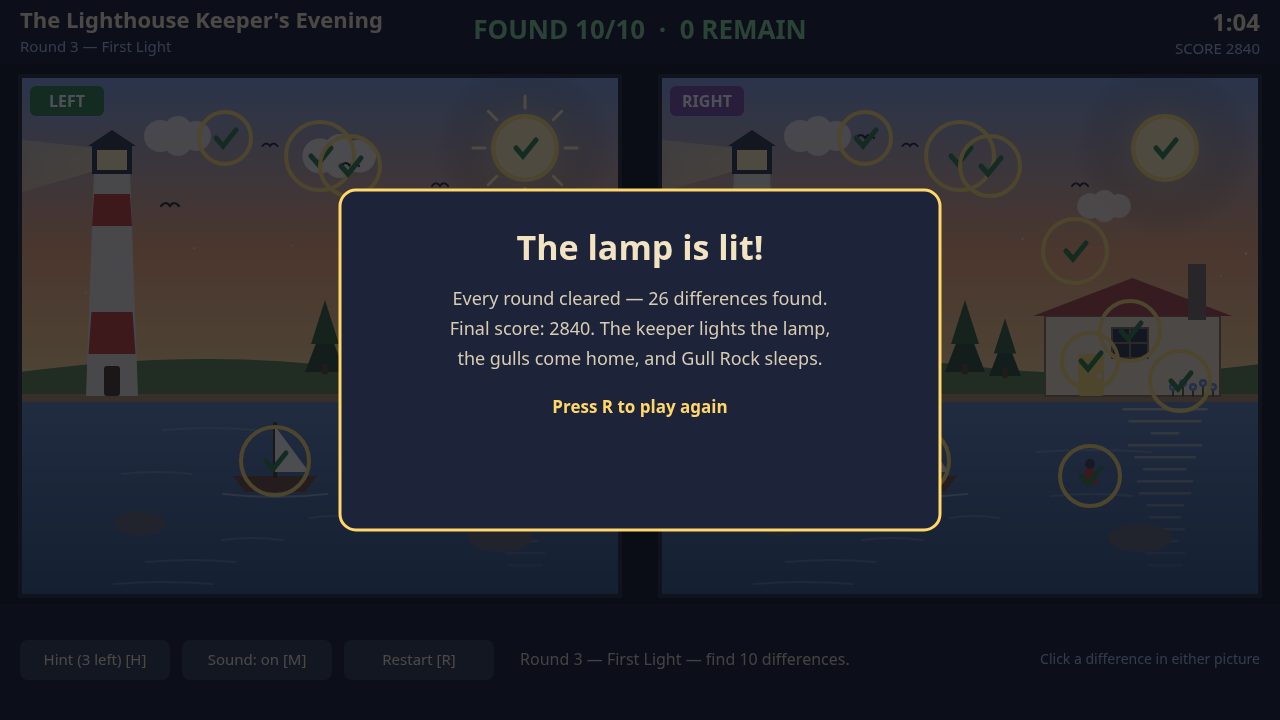 The Lighthouse Keeper's Evening
Round 3 — First Light
FOUND 10/10 · 0 REMAIN
1:04
SCORE 2840
LEFT
RIGHT
The lamp is lit!
Every round cleared — 26 differences found.
Final score: 2840. The keeper lights the lamp,
the gulls come home, and Gull Rock sleeps.
Press R to play again
Hint (3 left) [H]
Sound: on [M]
Restart [R]
Round 3 — First Light — find 10 differences.
Click a difference in either picture